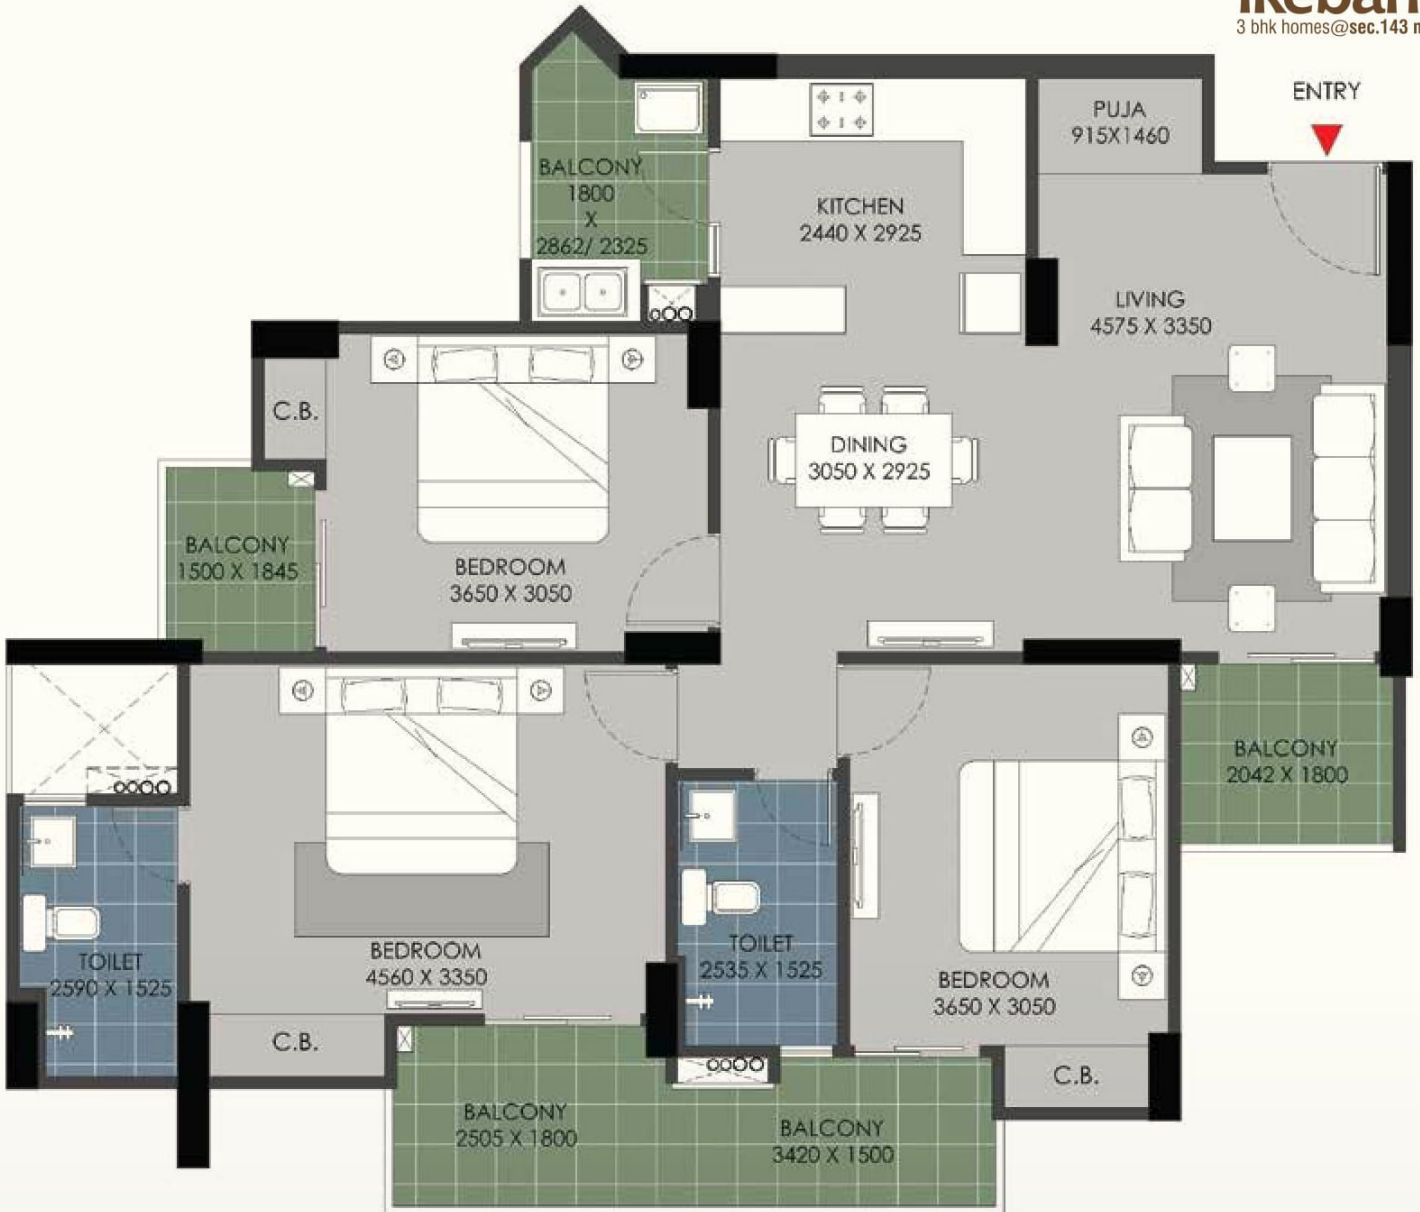 3 bhk homes@sec.143 n
ENTRY
PUJA
915X1460
BALCONY
1800
X
2862/ 2325
KITCHEN
2440 X 2925
LIVING
4575 X 3350
C.B.
DINING
3050 X 2925
BALCONY
1500 X 1845
BEDROOM
3650 X 3050
BALCONY
2042 X 1800
TOILET
2590 X 1525
BEDROOM
4560 X 3350
TOILET
2535 X 1525
BEDROOM
3650 X 3050
C.B.
C.B.
BALCONY
2505 X 1800
BALCONY
3420 X 1500